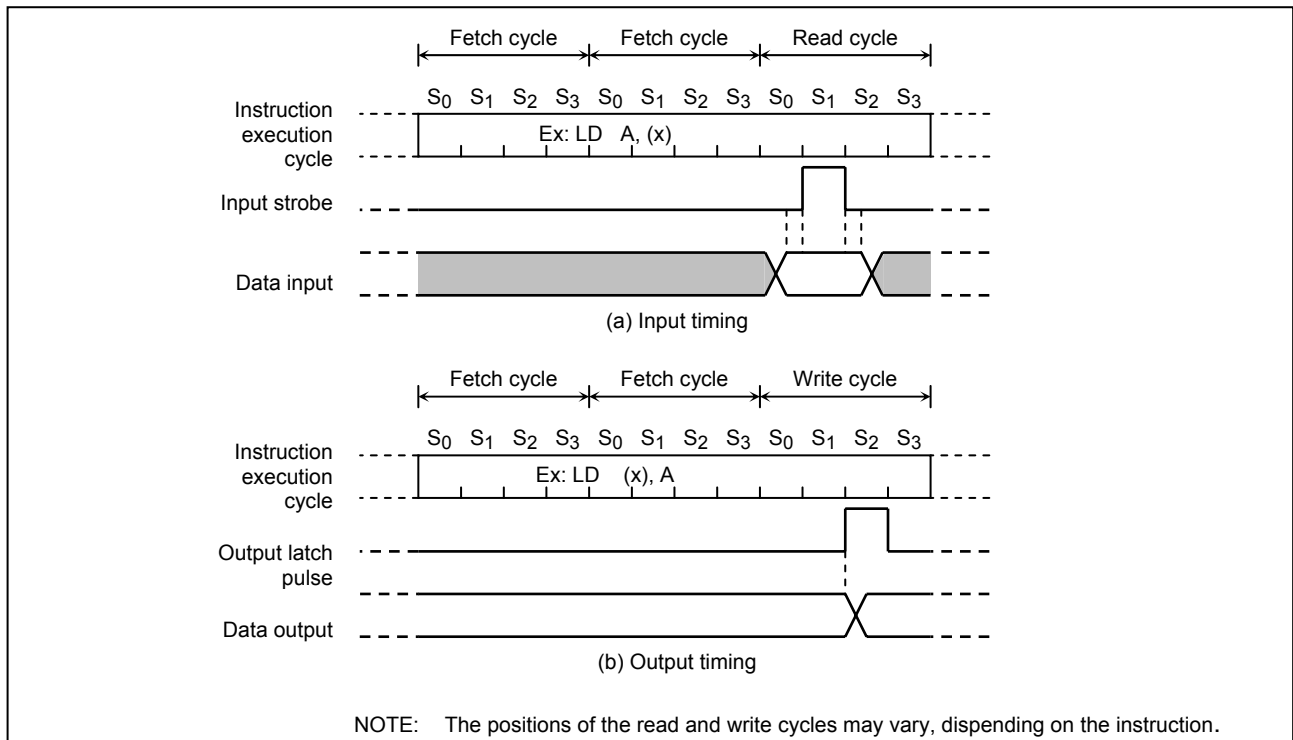 Fetch cycle Fetch cycle Read cycle
S0 S1 S2 S3 S0 S1 S2 S3 S0 S1 S2 S3
Instruction
execution
cycle
Ex: LD A, (x)
Input strobe
Data input
(a) Input timing
Fetch cycle Fetch cycle Write cycle
S0 S1 S2 S3 S0 S1 S2 S3 S0 S1 S2 S3
Instruction
execution
cycle
Ex: LD (x), A
Output latch
pulse
Data output
(b) Output timing
NOTE: The positions of the read and write cycles may vary, dispending on the instruction.